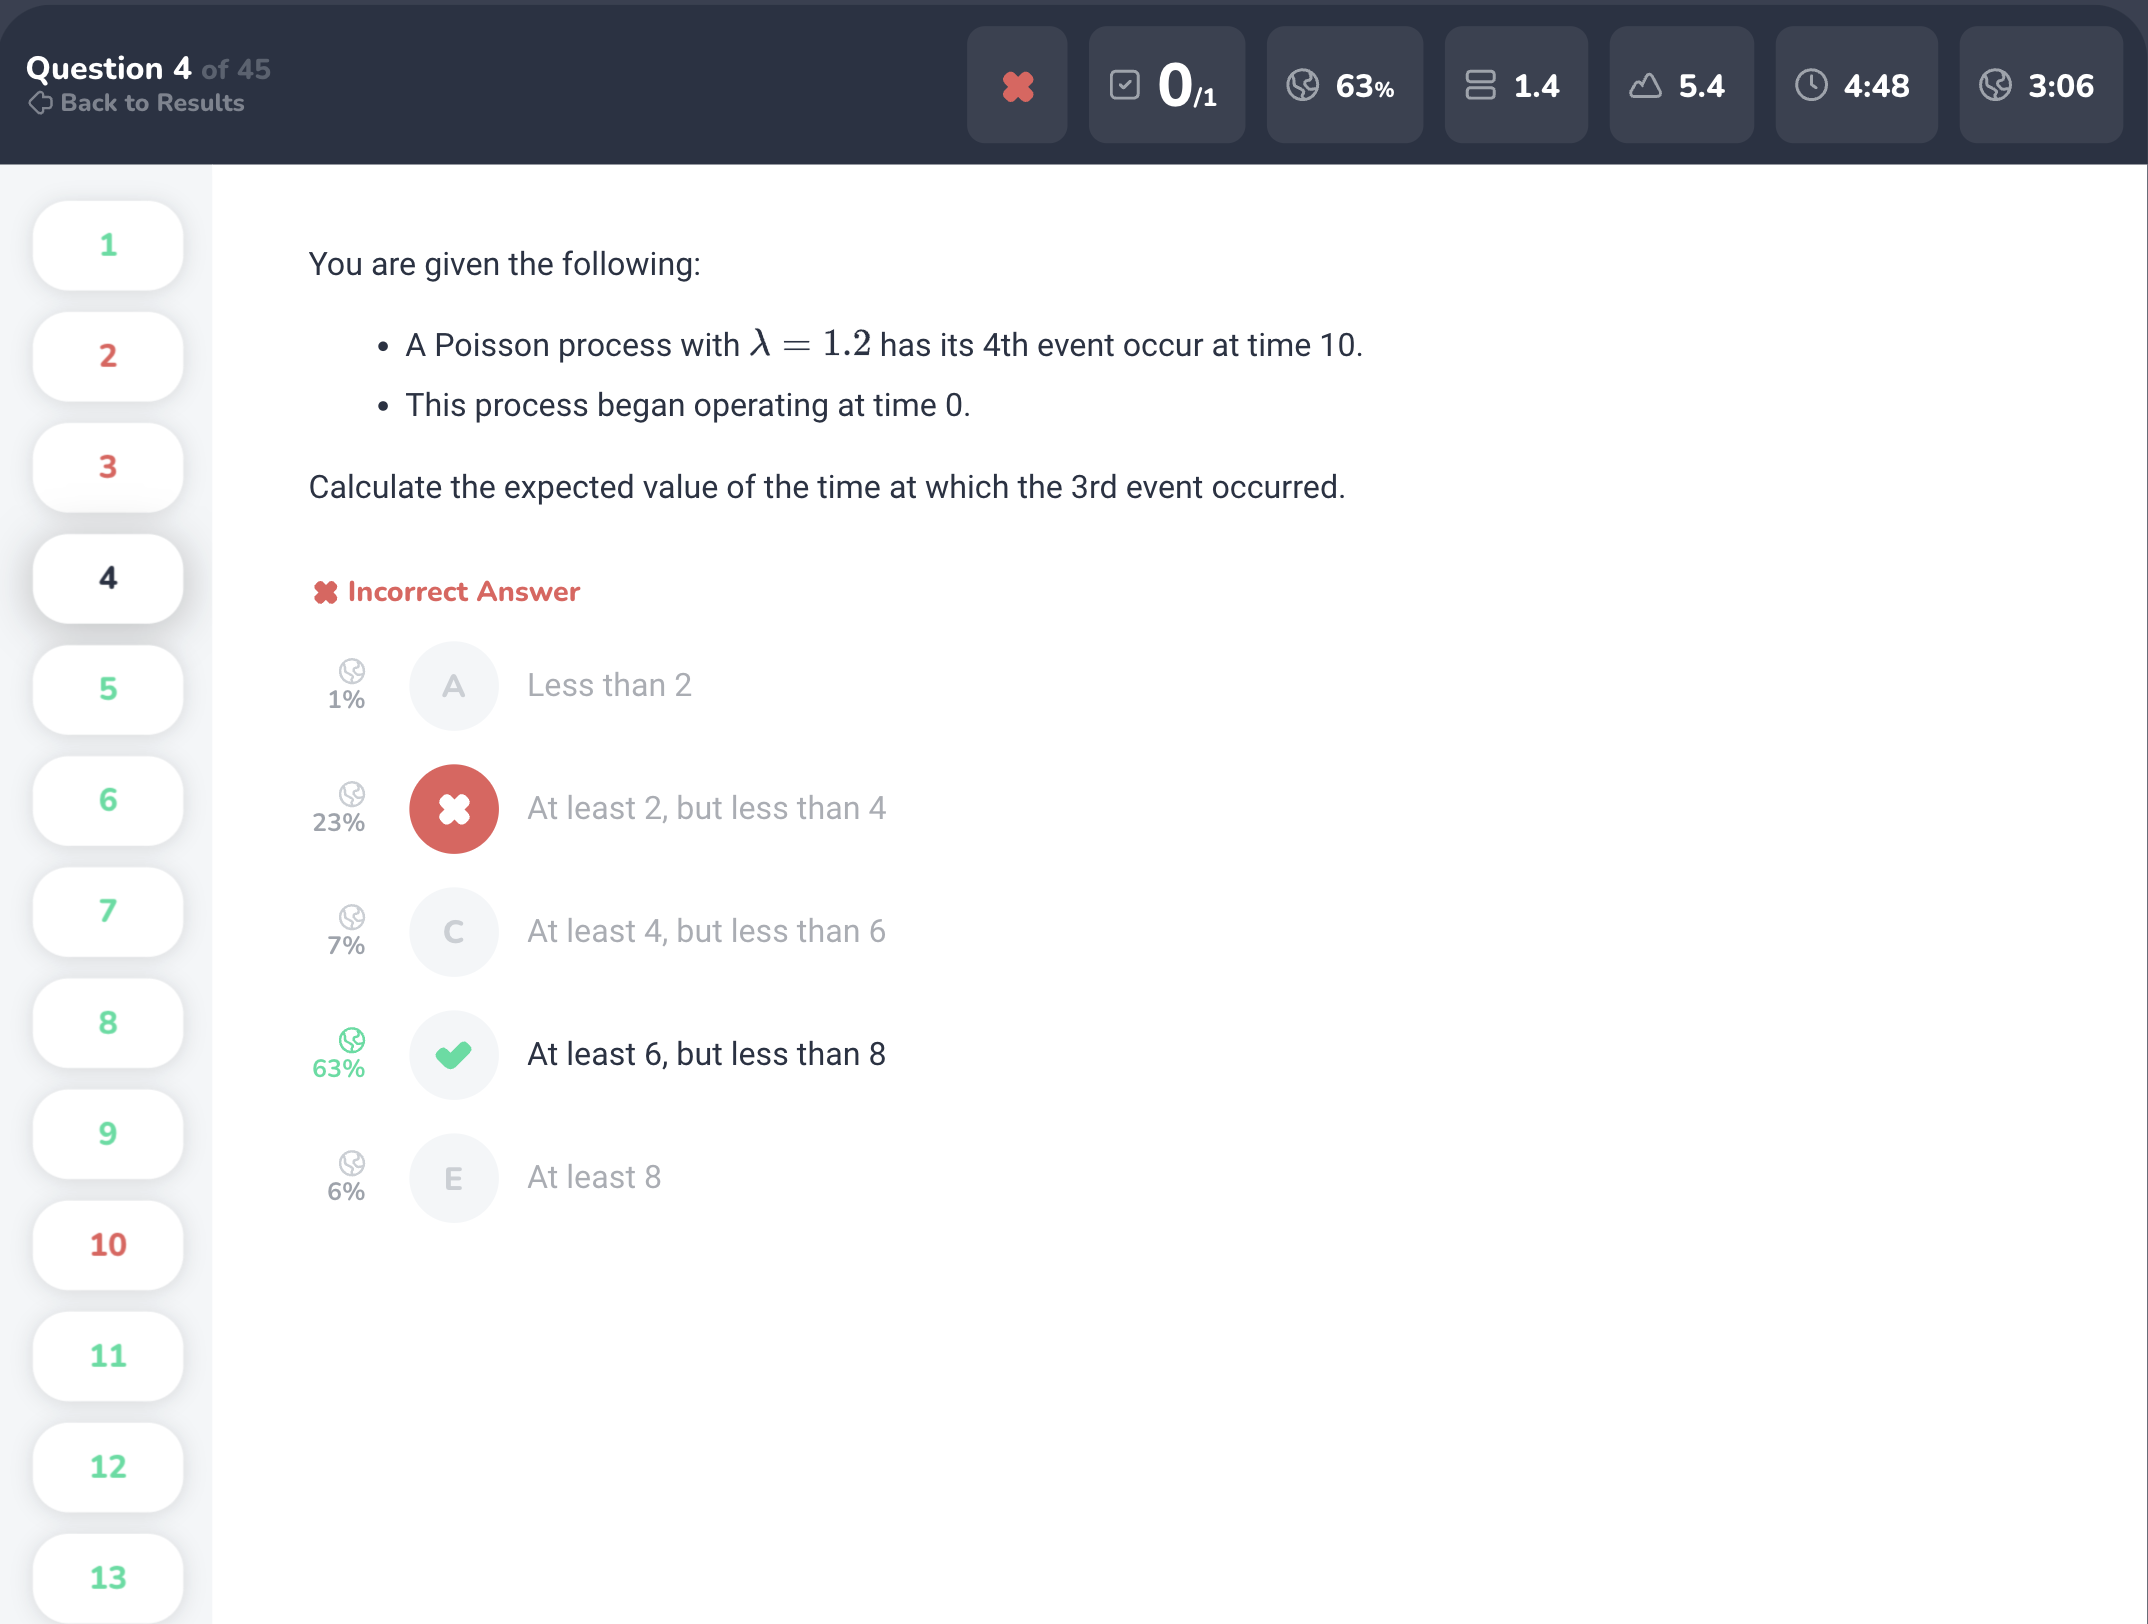 Question 4 of 45
Back to Results
0/1
63%
1.4
5.4
4:48
3:06
1
2
3
4
5
6
7
8
9
10
11
12
13
You are given the following:
• A Poisson process with λ = 1.2 has its 4th event occur at time 10.
• This process began operating at time 0.
Calculate the expected value of the time at which the 3rd event occurred.
Incorrect Answer
1% A Less than 2
23% At least 2, but less than 4
7% C At least 4, but less than 6
63% At least 6, but less than 8
6% E At least 8